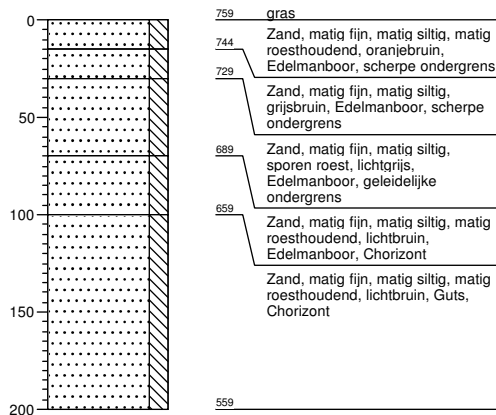 0
759
gras
Zand, matig fijn, matig siltig, matig
744
roesthoudend, oranjebruin,
Edelmanboor, scherpe ondergrens
729
Zand, matig fijn, matig siltig,
grijsbruin, Edelmanboor, scherpe
ondergrens
50
689
Zand, matig fijn, matig siltig,
sporen roest, lichtgrijs,
Edelmanboor, geleidelijke
ondergrens
100
659
Zand, matig fijn, matig siltig, matig
roesthoudend, lichtbruin,
Edelmanboor, Chorizont
Zand, matig fijn, matig siltig, matig
roesthoudend, lichtbruin, Guts,
Chorizont
150
200
559